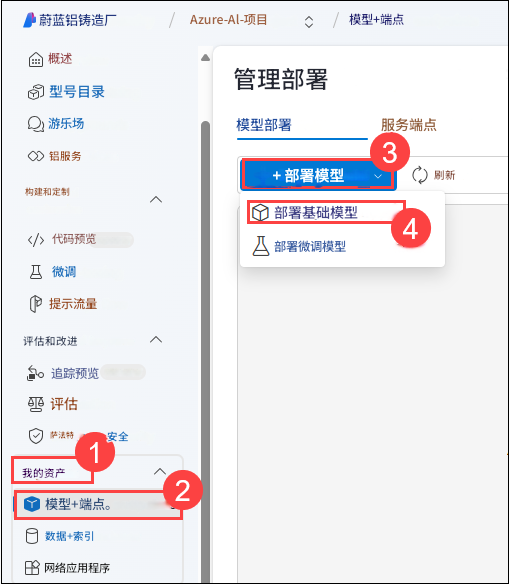 蔚蓝铝铸造厂 / Azure-Al-项目 / 模型+端点
概述
型号目录
游乐场
铝服务
构建和定制
代码预览
微调
提示流量
评估和改进
追踪预览
评估
萨法特 安全
1
我的资产
模型+端点。 2
数据+索引
网络应用程序
管理部署
模型部署 服务端点
3
+ 部署模型 刷新
部署基础模型
4
部署微调模型